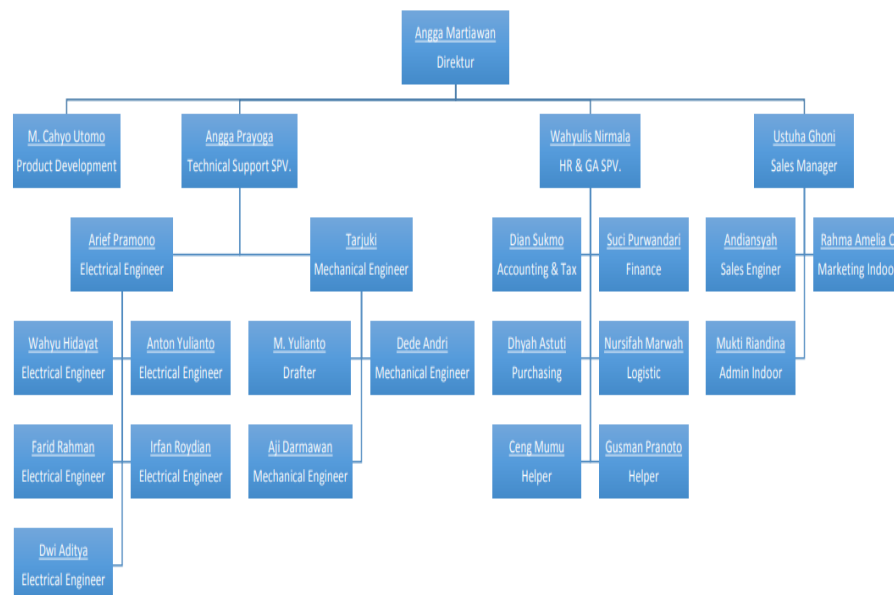 Angga Martiawan
Direktur
M. Cahyo Utomo
Product Development
Angga Prayoga
Technical Support SPV.
Wahyulis Nirmala
HR & GA SPV.
Ustuha Ghoni
Sales Manager
Arief Pramono
Electrical Engineer
Tarjuki
Mechanical Engineer
Dian Sukmo
Accounting & Tax
Suci Purwandari
Finance
Andiansyah
Sales Enginer
Rahma Amelia C
Marketing Indoo
Wahyu Hidayat
Electrical Engineer
Anton Yulianto
Electrical Engineer
M. Yulianto
Drafter
Dede Andri
Mechanical Engineer
Dhyah Astuti
Purchasing
Nursifah Marwah
Logistic
Mukti Riandina
Admin Indoor
Farid Rahman
Electrical Engineer
Irfan Roydian
Electrical Engineer
Aji Darmawan
Mechanical Engineer
Ceng Mumu
Helper
Gusman Pranoto
Helper
Dwi Aditya
Electrical Engineer